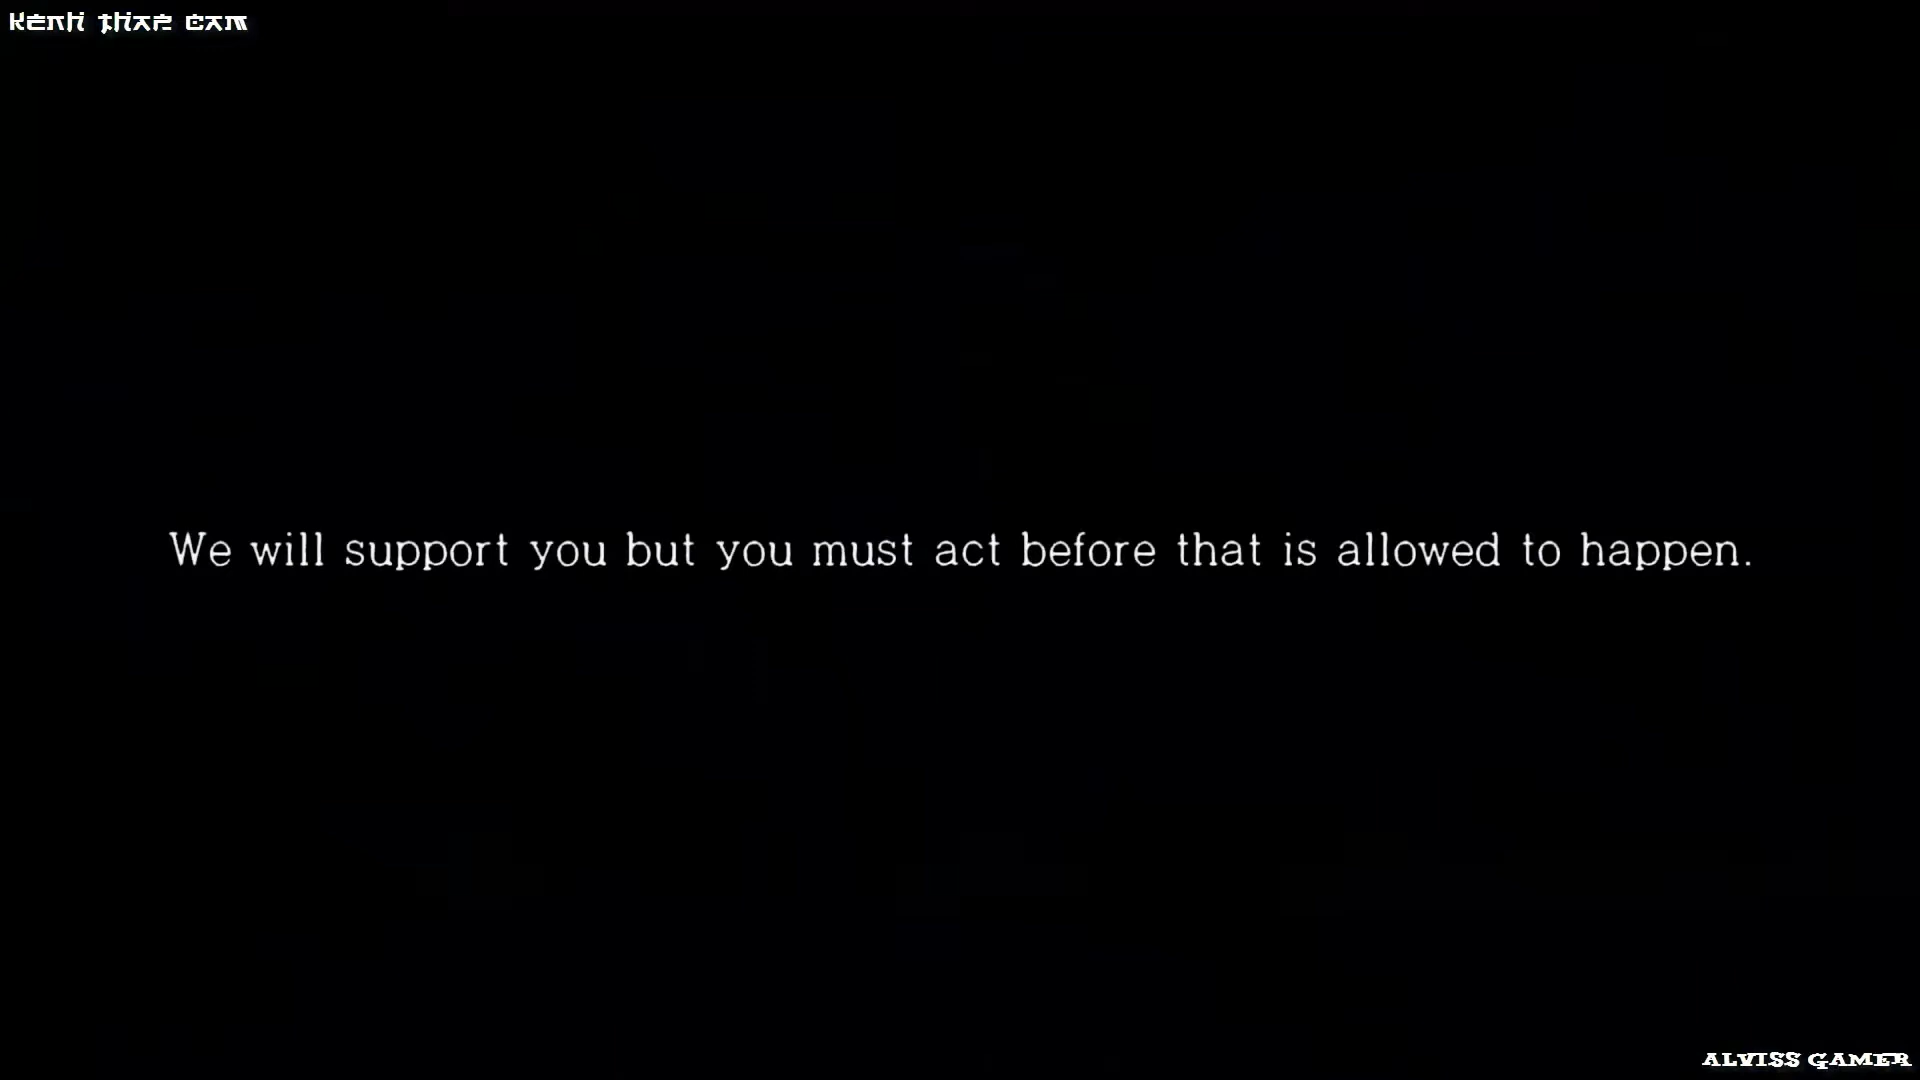 Kenh thap cam
We will support you but you must act before that is allowed to happen.
ALVISS GAMER